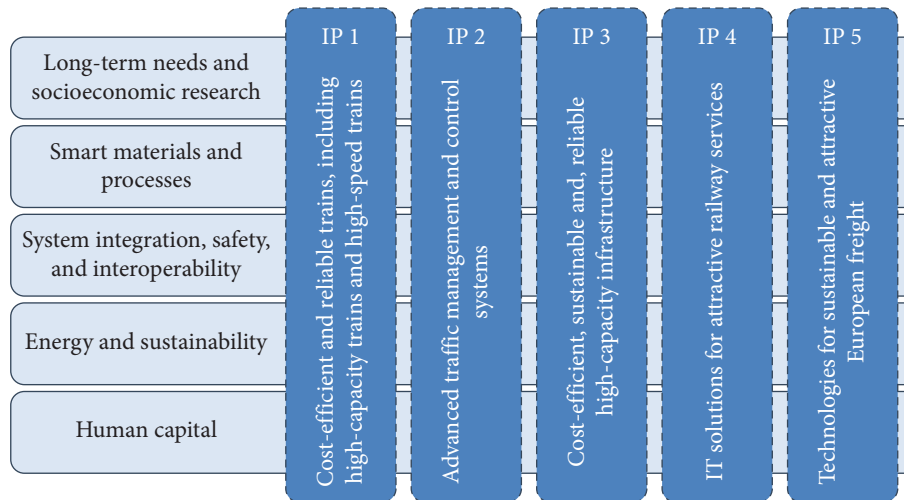 Long-term needs and
socioeconomic research
Smart materials and
processes
System integration, safety,
and interoperability
Energy and sustainability
Human capital
IP 1
Cost-efficient and reliable trains, including
high-capacity trains and high-speed trains
IP 2
Advanced traffic management and control
systems
IP 3
Cost-efficient, sustainable and, reliable
high-capacity infrastructure
IP 4
IT solutions for attractive railway services
IP 5
Technologies for sustainable and attractive
European freight